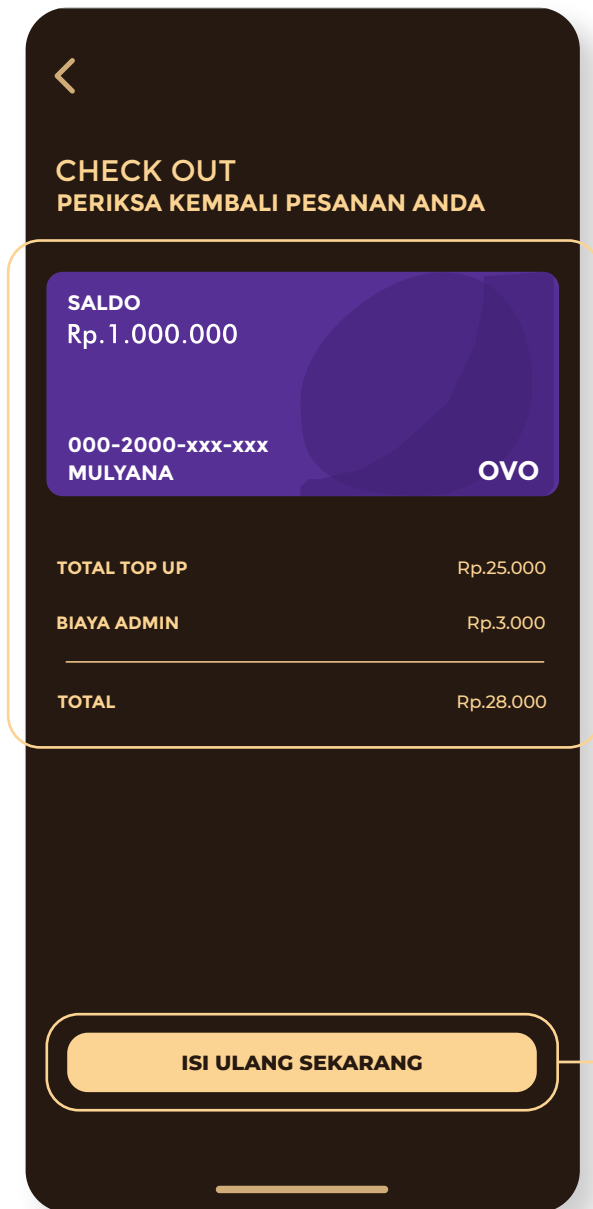 CHECK OUT
PERIKSA KEMBALI PESANAN ANDA
SALDO
Rp.1.000.000
000-2000-xxx-xxx
MULYANA
OVO
TOTAL TOP UP Rp.25.000
BIAYA ADMIN Rp.3.000
TOTAL Rp.28.000
ISI ULANG SEKARANG